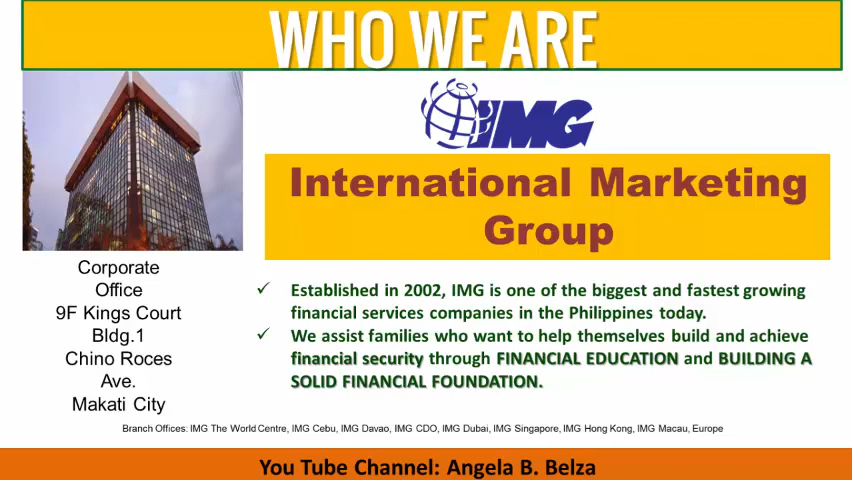 WHO WE ARE
IMG
International Marketing
Group
Corporate
Office
9F Kings Court
Bldg.1
Chino Roces
Ave.
Makati City
✓ Established in 2002, IMG is one of the biggest and fastest growing
financial services companies in the Philippines today.
✓ We assist families who want to help themselves build and achieve
financial security through FINANCIAL EDUCATION and BUILDING A
SOLID FINANCIAL FOUNDATION.
Branch Offices: IMG The World Centre, IMG Cebu, IMG Davao, IMG CDO, IMG Dubai, IMG Singapore, IMG Hong Kong, IMG Macau, Europe
You Tube Channel: Angela B. Belza